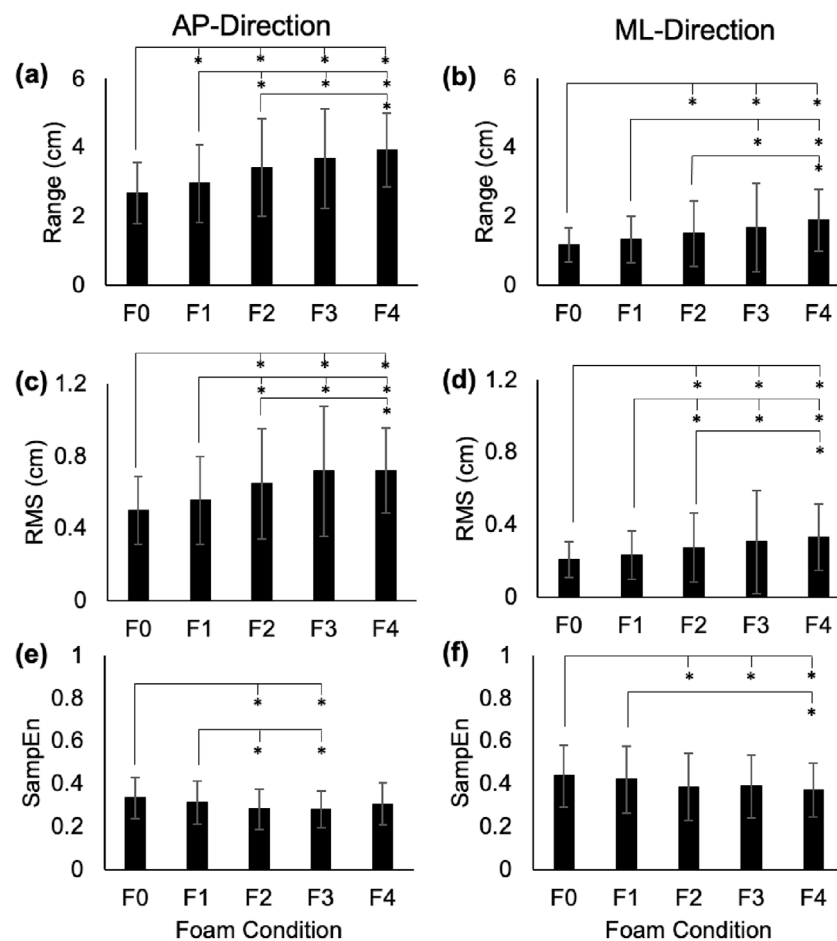 AP-Direction
ML-Direction
(a)
(b)
* * * *
* * *
*
* * *
* *
*
6
4
2
0
Range (cm)
F0 F1 F2 F3 F4
6
4
2
0
Range (cm)
F0 F1 F2 F3 F4
(c)
(d)
* * *
* * *
*
* * *
* * *
*
1.2
0.8
0.4
0
RMS (cm)
F0 F1 F2 F3 F4
1.2
0.8
0.4
0
RMS (cm)
F0 F1 F2 F3 F4
(e)
(f)
* *
* *
* * *
*
1
0.8
0.6
0.4
0.2
0
SampEn
F0 F1 F2 F3 F4
Foam Condition
1
0.8
0.6
0.4
0.2
0
SampEn
F0 F1 F2 F3 F4
Foam Condition